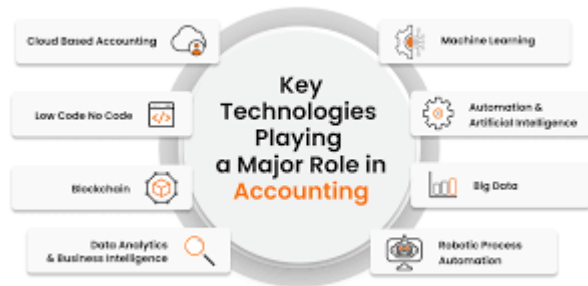 Key
Technologies
Playing
a Major Role in
Accounting
Cloud Based Accounting
Low Code No Code
</>
Blockchain
Data Analytics
& Business Intelligence
Machine Learning
Automation &
Artificial Intelligence
Big Data
Robotic Process
Automation